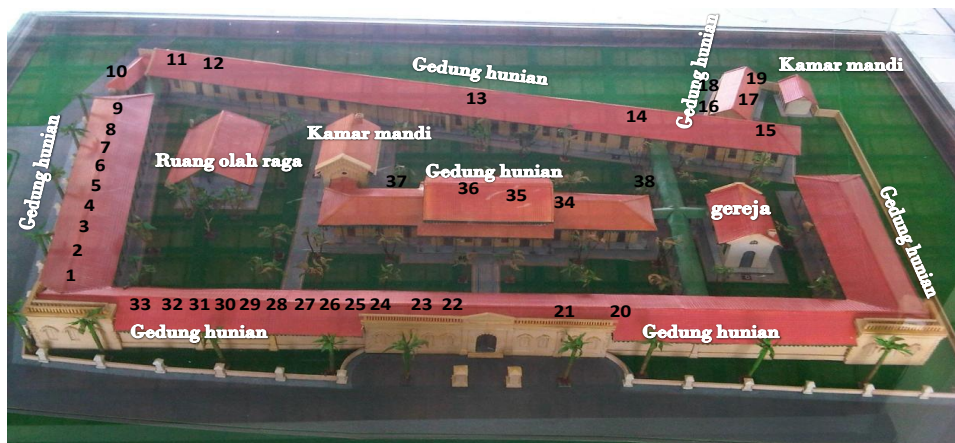 Gedung hunian
11
12
10
Gedung hunian
13
18
19
Kamar mandi
16
17
14
15
9
8
7
6
5
4
3
2
1
Gedung hunian
Ruang olah raga
Kamar mandi
Gedung hunian
37
36
35
34
38
gereja
Gedung hunian
33 32 31 30 29 28 27 26 25 24 23 22 21 20
Gedung hunian
Gedung hunian